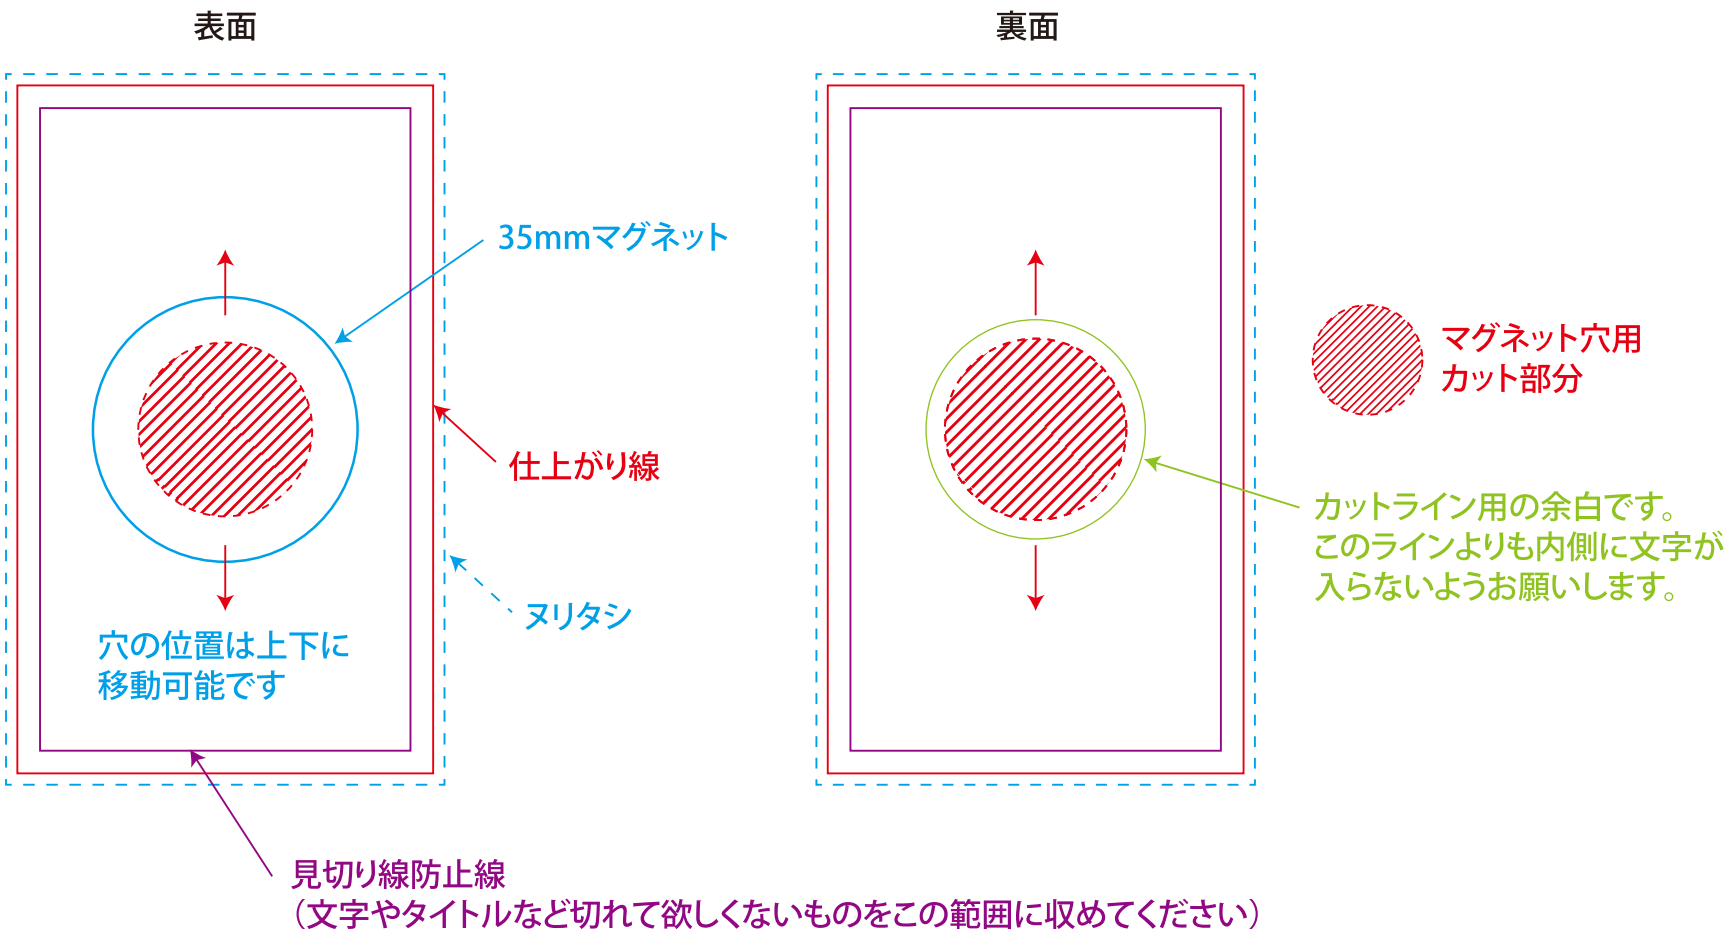 表面
裏面
35mmマグネット
マグネット穴用
カット部分
仕上がり線
カットライン用の余白です。
このラインよりも内側に文字が
入らないようお願いします。
ヌリタシ
穴の位置は上下に
移動可能です
見切り線防止線
（文字やタイトルなど切れて欲しくないものをこの範囲に収めてください）